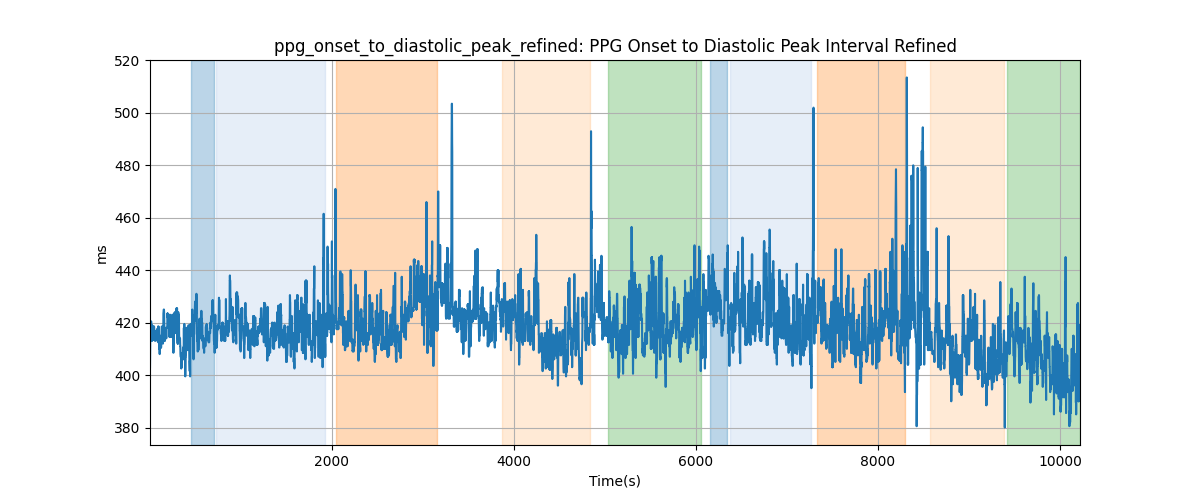 ppg_onset_to_diastolic_peak_refined: PPG Onset to Diastolic Peak Interval Refined
520
500
480
460
440
420
400
380
ms
2000 4000 6000 8000 10000
Time(s)